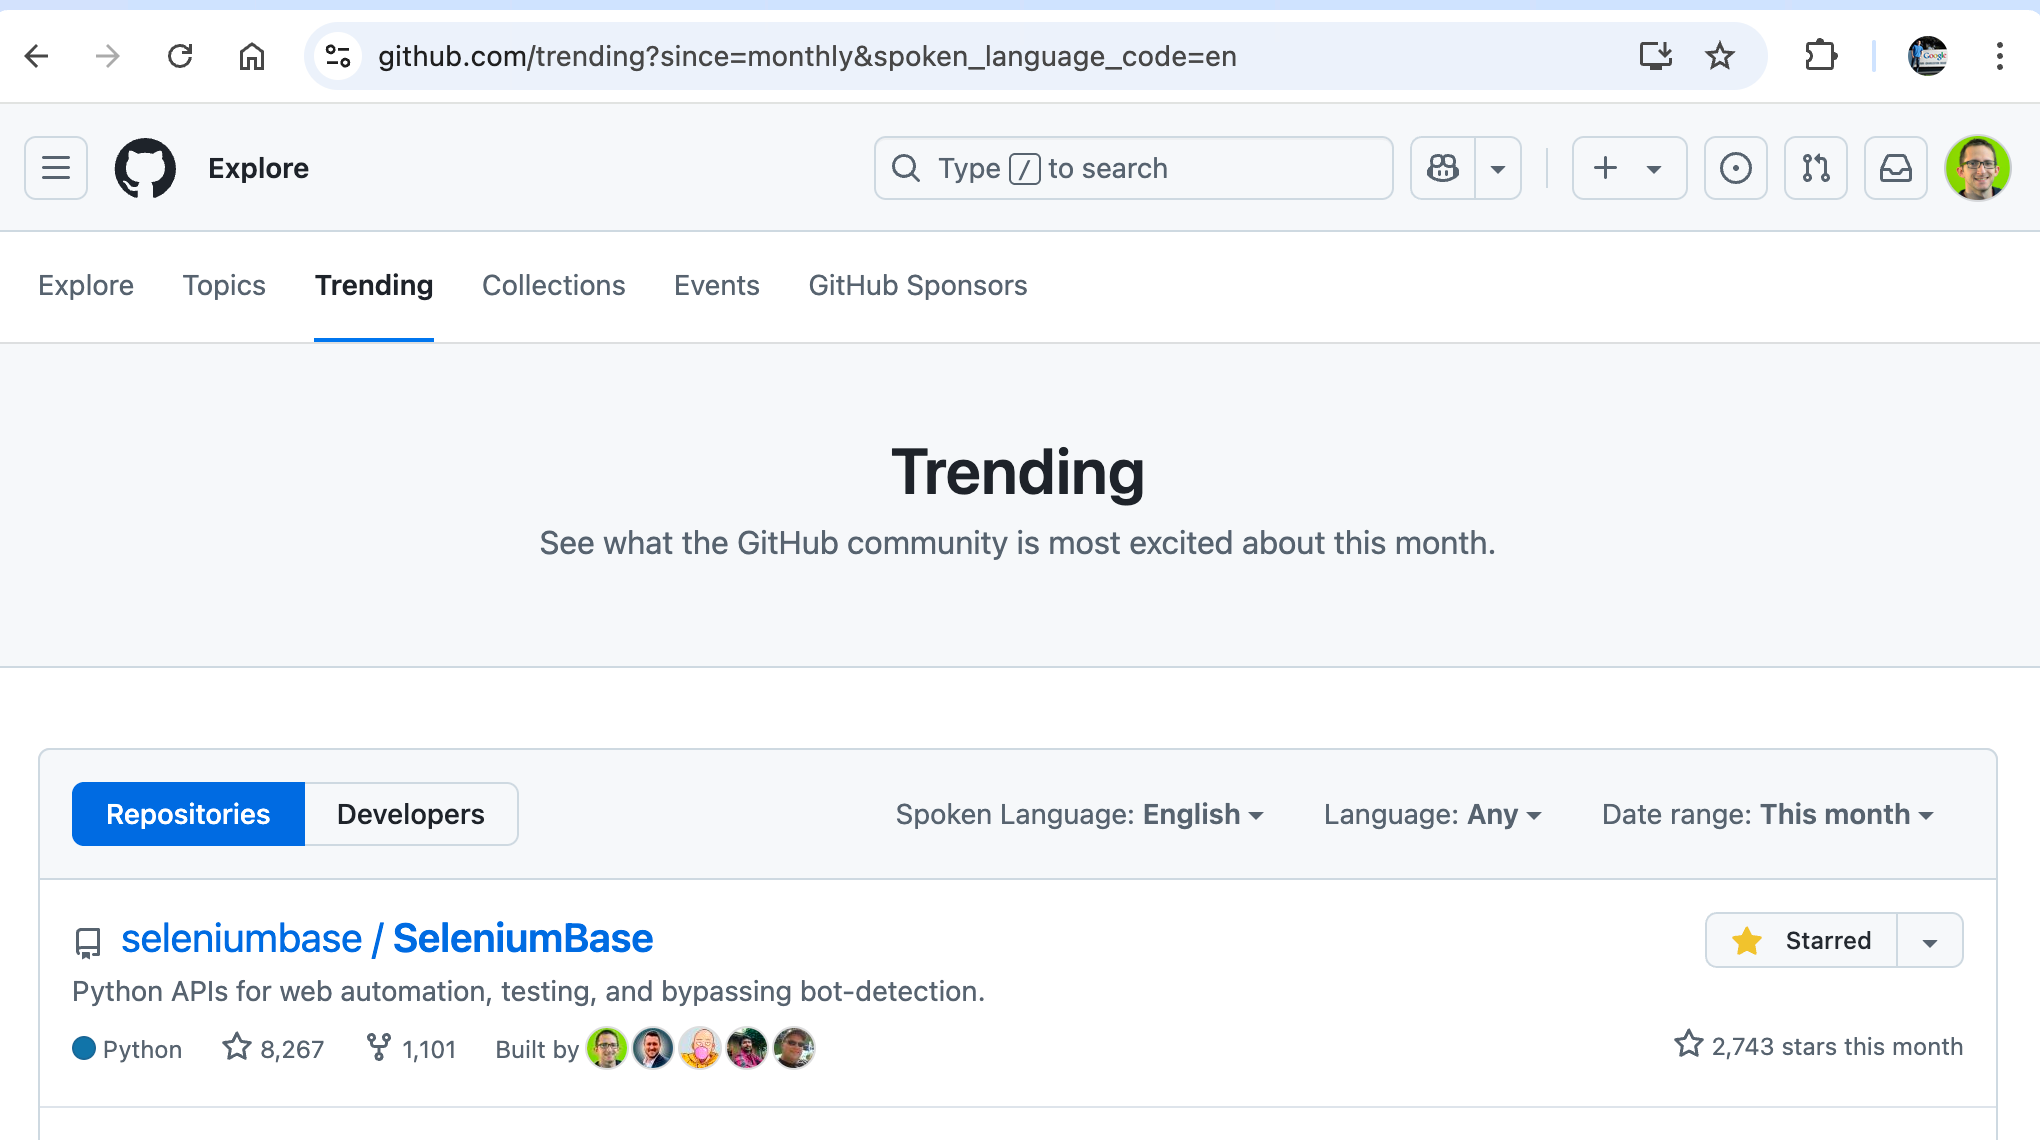 github.com/trending?since=monthly&spoken_language_code=en
Explore
Type / to search
Explore Topics Trending Collections Events GitHub Sponsors
Trending
See what the GitHub community is most excited about this month.
Repositories Developers Spoken Language: English Language: Any Date range: This month
seleniumbase / SeleniumBase Starred
Python APIs for web automation, testing, and bypassing bot-detection.
Python 8,267 1,101 Built by 2,743 stars this month